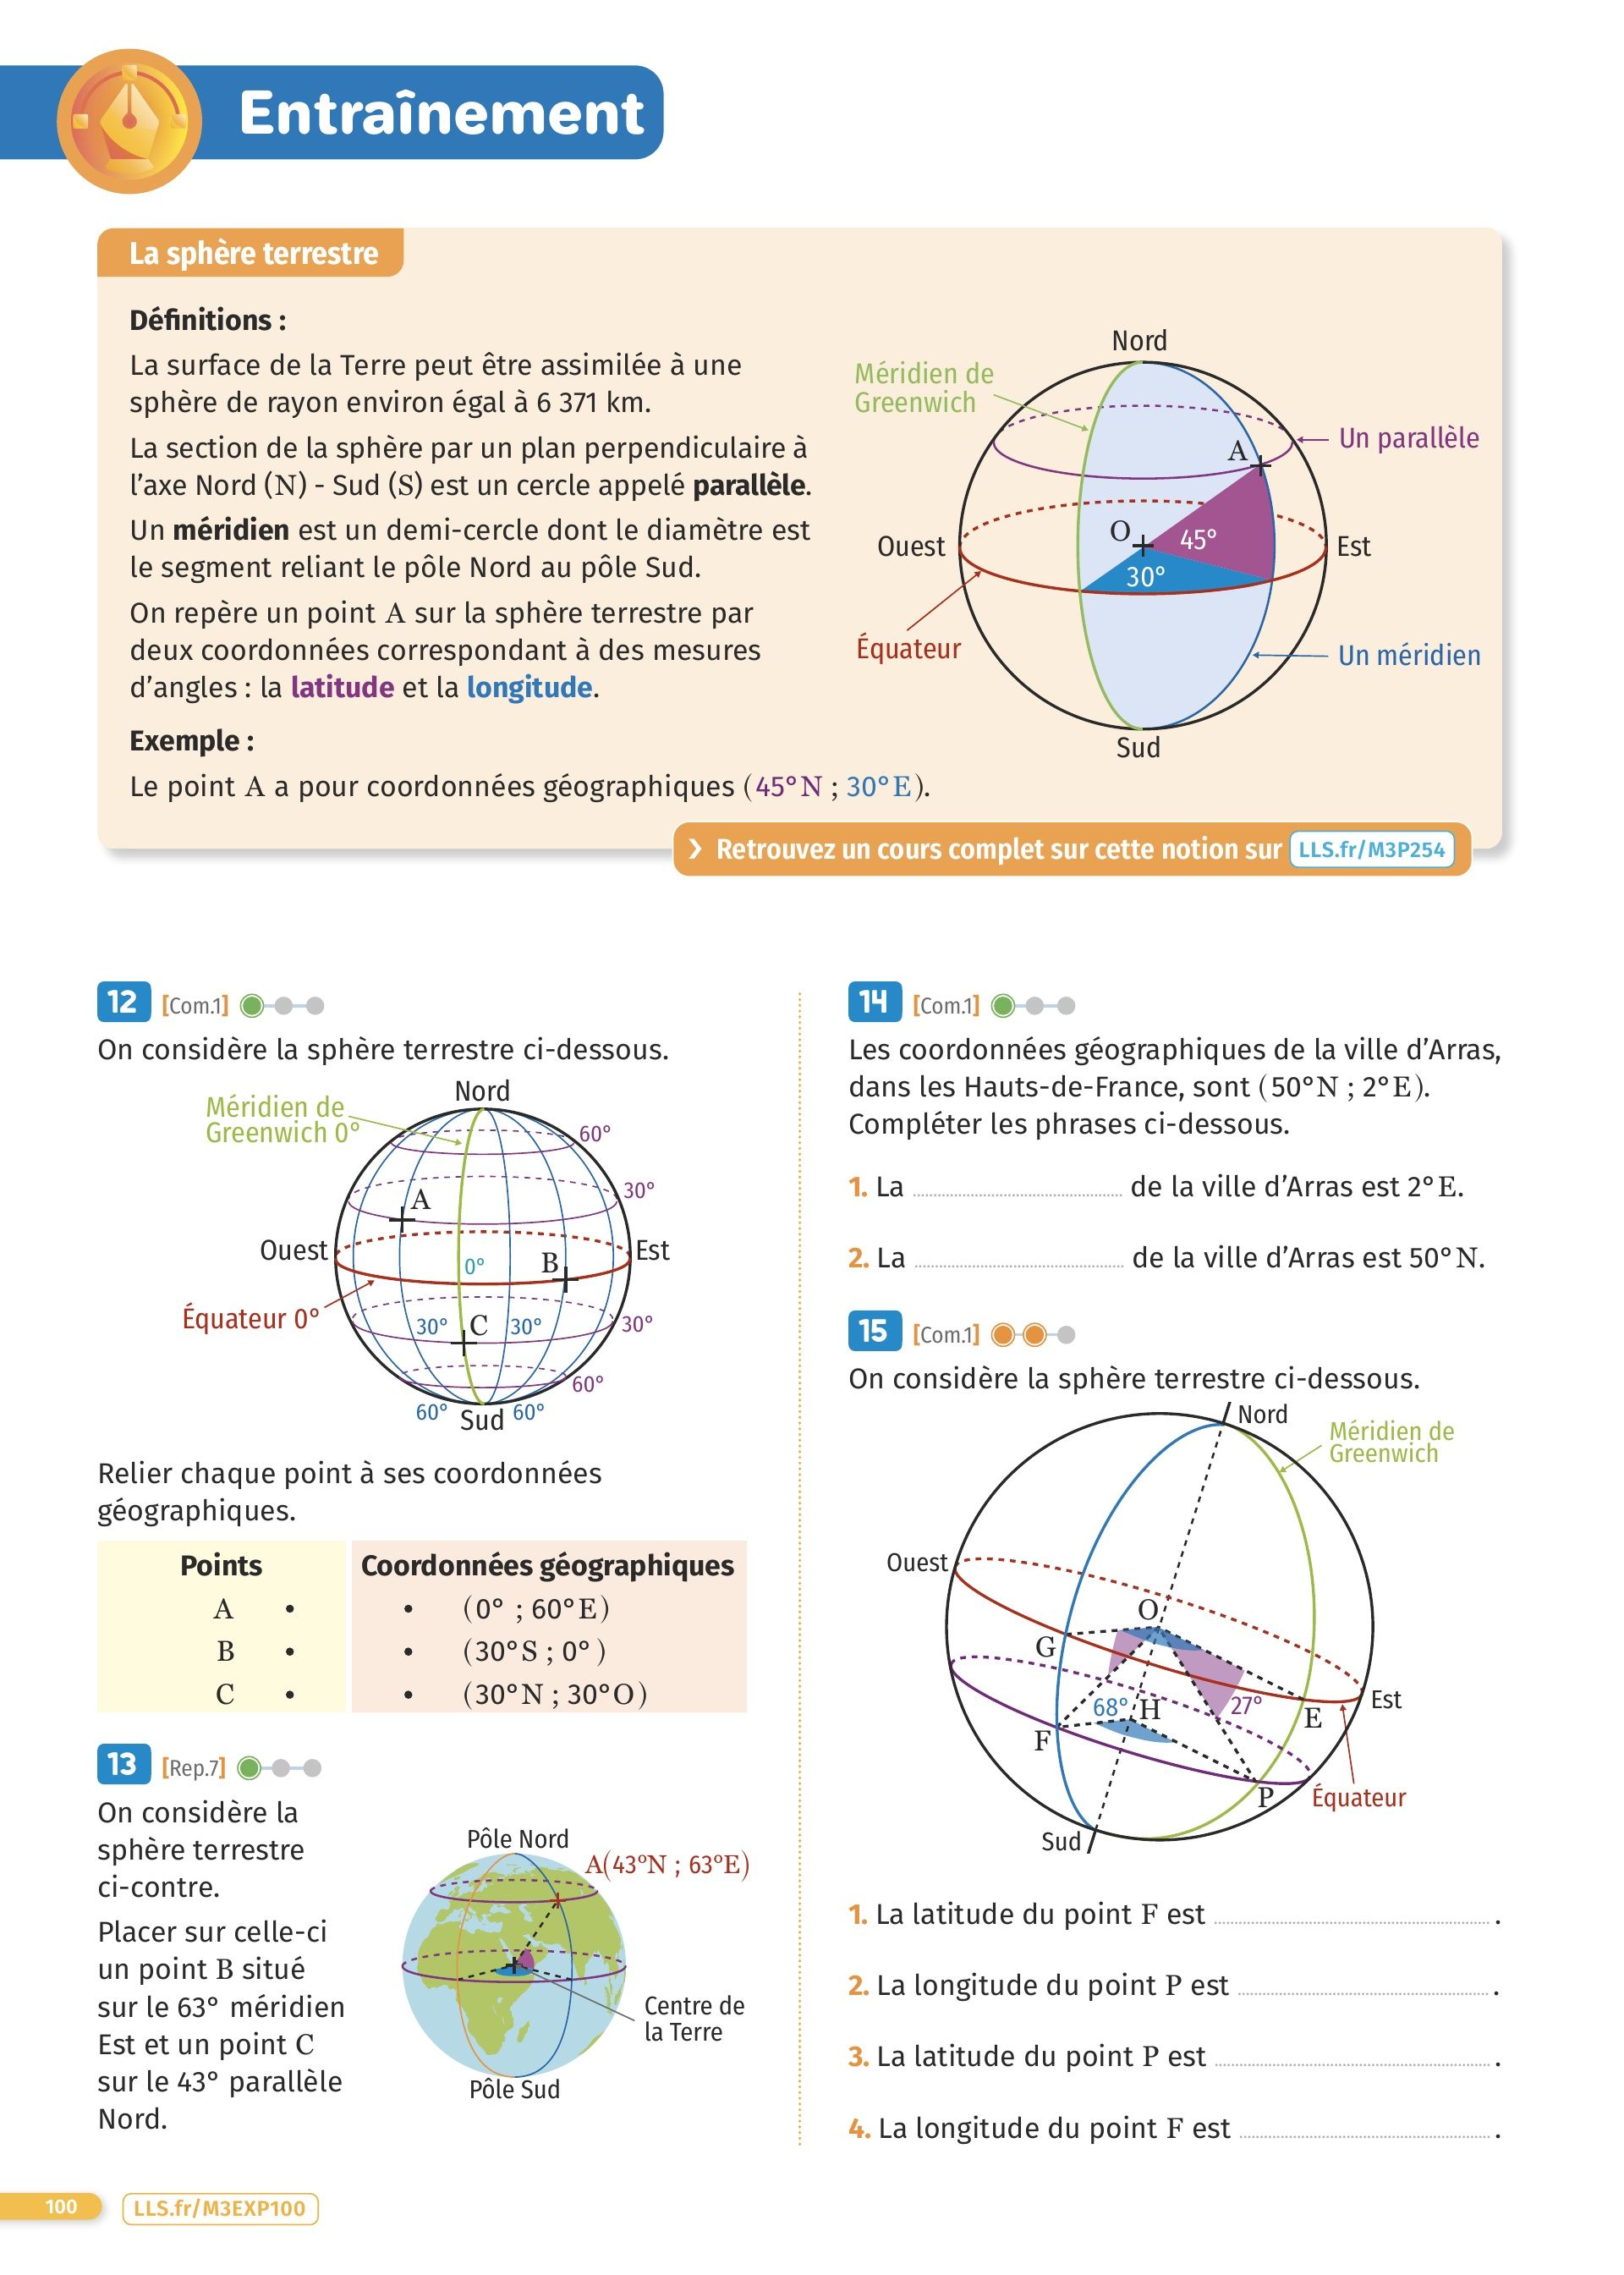 Entraînement
La sphère terrestre
Définitions :
La surface de la Terre peut être assimilée à une
sphère de rayon environ égal à 6 371 km.
La section de la sphère par un plan perpendiculaire à
l’axe Nord (N) - Sud (S) est un cercle appelé parallèle.
Un méridien est un demi-cercle dont le diamètre est
le segment reliant le pôle Nord au pôle Sud.
On repère un point A sur la sphère terrestre par
deux coordonnées correspondant à des mesures
d’angles : la latitude et la longitude.
Exemple :
Le point A a pour coordonnées géographiques (45° N ; 30° E).
Nord
Méridien de
Greenwich
Un parallèle
A
O
45°
Ouest
Est
30°
Équateur
Un méridien
Sud
❯ Retrouvez un cours complet sur cette notion sur LLS.fr/M3P254
12 [Com.1]
On considère la sphère terrestre ci-dessous.
Nord
Méridien de
Greenwich 0°
60°
30°
A
Ouest
Est
0°
B
Équateur 0°
30°
C
30°
30°
60°
60°
Sud
60°
Relier chaque point à ses coordonnées
géographiques.
Points Coordonnées géographiques
A • • (0° ; 60° E)
B • • (30° S ; 0°)
C • • (30° N ; 30° O)
13 [Rep.7]
On considère la
sphère terrestre
ci-contre.
Placer sur celle-ci
un point B situé
sur le 63° méridien
Est et un point C
sur le 43° parallèle
Nord.
Pôle Nord
A(43°N ; 63°E)
Centre de
la Terre
Pôle Sud
14 [Com.1]
Les coordonnées géographiques de la ville d’Arras,
dans les Hauts-de-France, sont (50° N ; 2° E).
Compléter les phrases ci-dessous.
1. La ........ de la ville d’Arras est 2° E.
2. La ........ de la ville d’Arras est 50° N.
15 [Com.1]
On considère la sphère terrestre ci-dessous.
Nord
Méridien de
Greenwich
Ouest
O
G
68°
H
27°
E
Est
F
P
Équateur
Sud
1. La latitude du point F est ........ .
2. La longitude du point P est ........ .
3. La latitude du point P est ........ .
4. La longitude du point F est ........ .
100
LLS.fr/M3EXP100